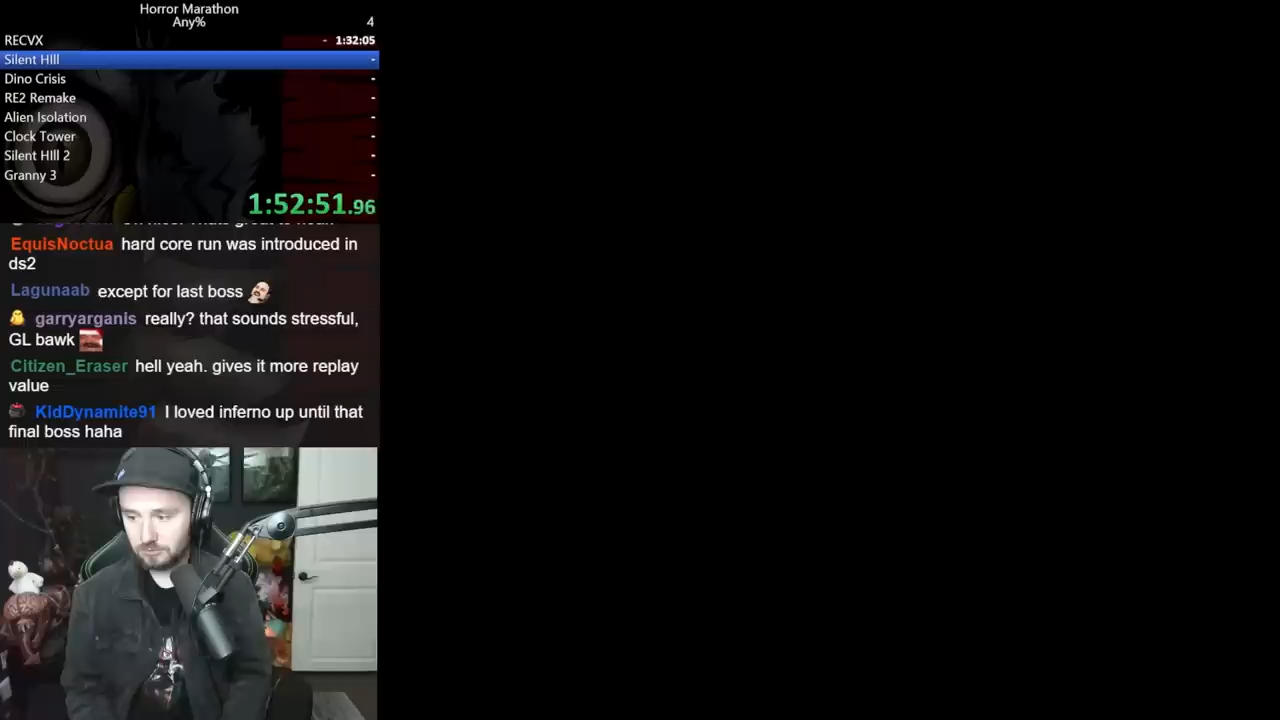 Horror Marathon
Any%
4
RECVX - 1:32:05
Silent HIll -
Dino Crisis -
RE2 Remake -
Alien Isolation -
Clock Tower -
Silent HIll 2 -
Granny 3 -
1:52:51.96
EquisNoctua hard core run was introduced in
ds2
Lagunaab except for last boss
garryarganis really? that sounds stressful,
GL bawk
Citizen_Eraser hell yeah. gives it more replay
value
KIdDynamite91 I loved inferno up until that
final boss haha